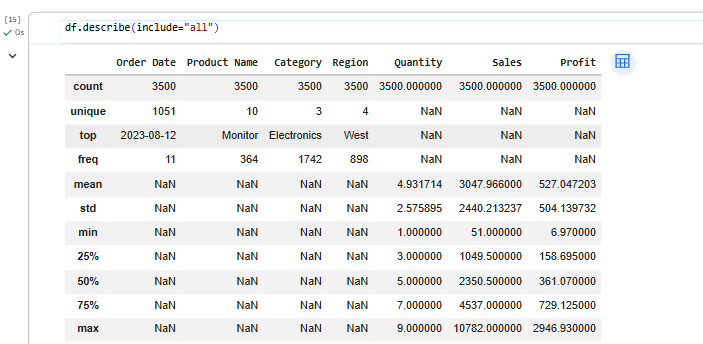 [15]
0s
df.describe(include="all")
Order Date Product Name Category Region Quantity Sales Profit
count 3500 3500 3500 3500 3500.000000 3500.000000 3500.000000
unique 1051 10 3 4 NaN NaN NaN
top 2023-08-12 Monitor Electronics West NaN NaN NaN
freq 11 364 1742 898 NaN NaN NaN
mean NaN NaN NaN NaN 4.931714 3047.966000 527.047203
std NaN NaN NaN NaN 2.575895 2440.213237 504.139732
min NaN NaN NaN NaN 1.000000 51.000000 6.970000
25% NaN NaN NaN NaN 3.000000 1049.500000 158.695000
50% NaN NaN NaN NaN 5.000000 2350.500000 361.070000
75% NaN NaN NaN NaN 7.000000 4537.000000 729.125000
max NaN NaN NaN NaN 9.000000 10782.000000 2946.930000